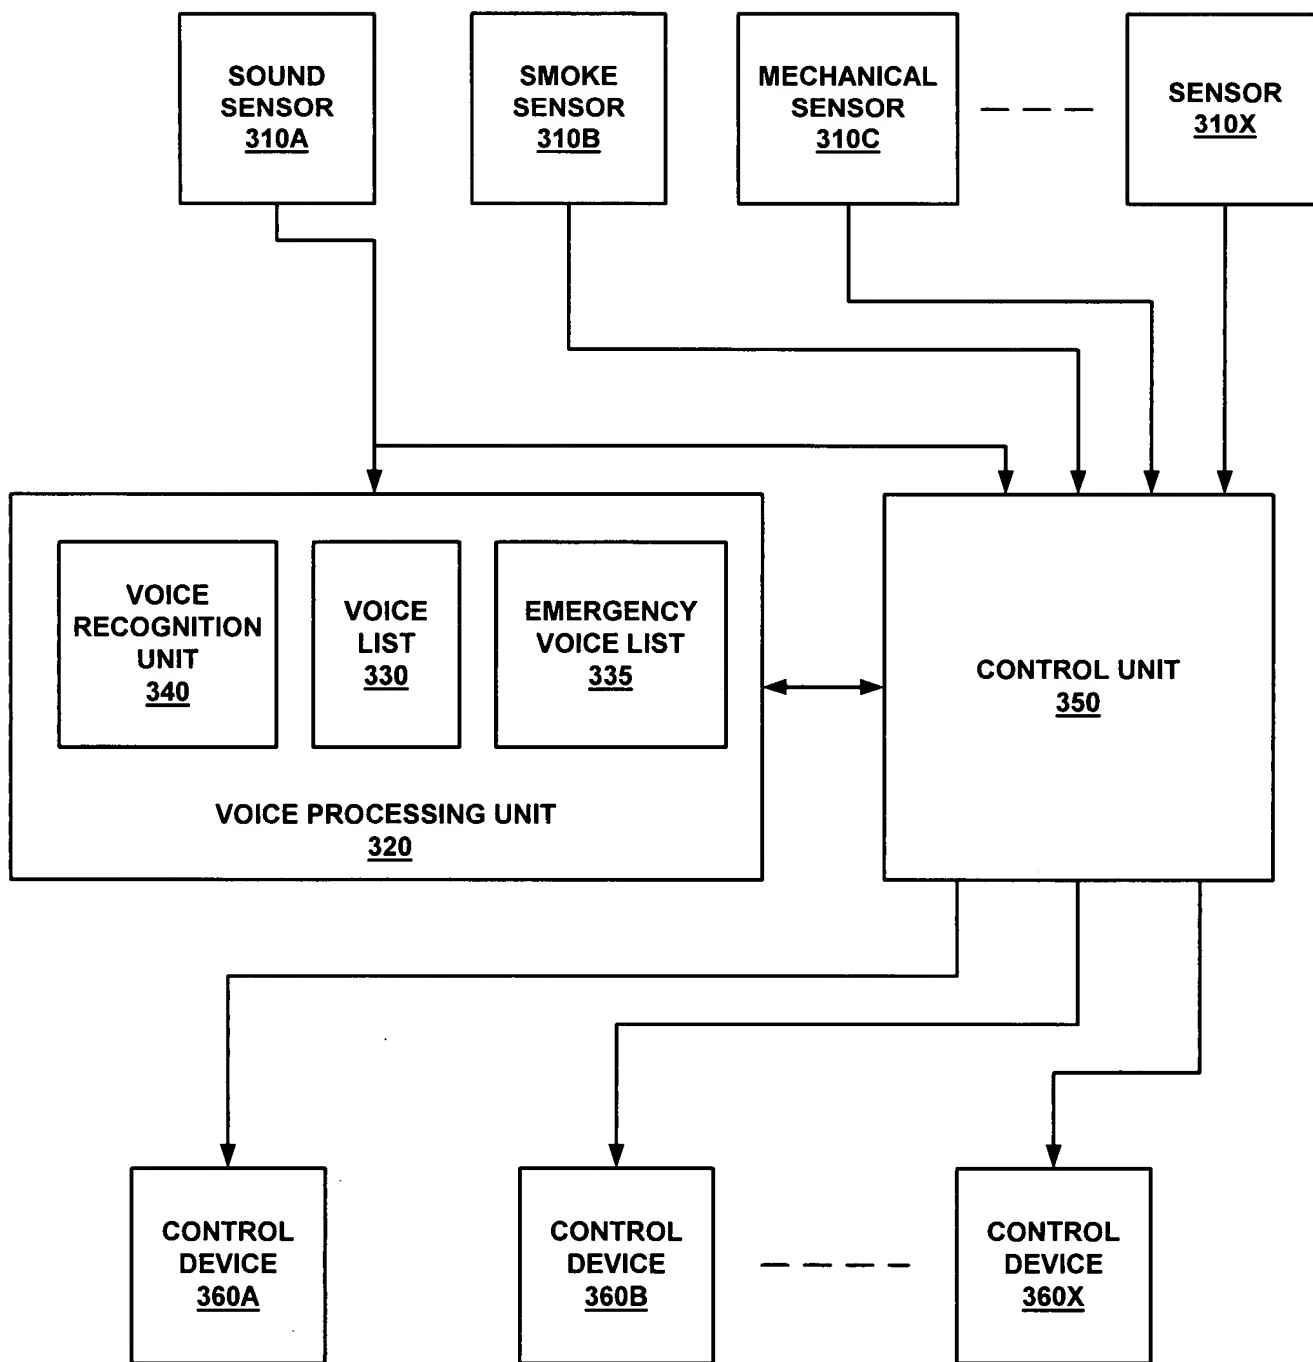 SOUND
SENSOR
310A
SMOKE
SENSOR
310B
MECHANICAL
SENSOR
310C
SENSOR
310X
VOICE
RECOGNITION
UNIT
340
VOICE
LIST
330
EMERGENCY
VOICE LIST
335
VOICE PROCESSING UNIT
320
CONTROL UNIT
350
CONTROL
DEVICE
360A
CONTROL
DEVICE
360B
CONTROL
DEVICE
360X